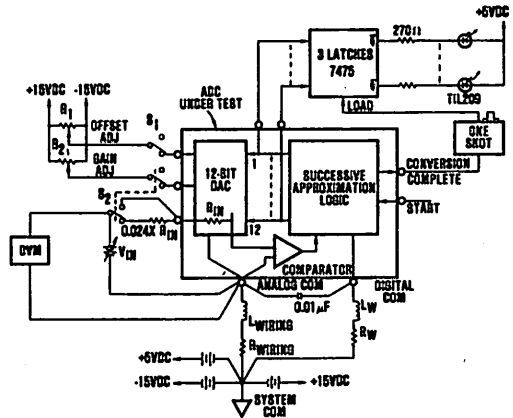 +5VDC
270Ω
3 LATCHES
7475
Q̅
Q̅
TIL209
LOAD
ONE
SHOT
+15VDC
-15VDC
R1
R2
OFFSET
ADJ
GAIN
ADJ
S1
S2
ADC
UNDER TEST
12-BIT
DAC
1
12
SUCCESSIVE
APPROXIMATION
LOGIC
CONVERSION
COMPLETE
START
0.024X RIN
RIN
DVM
VIN
COMPARATOR
ANALOG COM
DIGITAL
COM
0.01µF
LWIRING
RWIRING
LW
RW
+5VDC
-15VDC
+15VDC
SYSTEM
COM